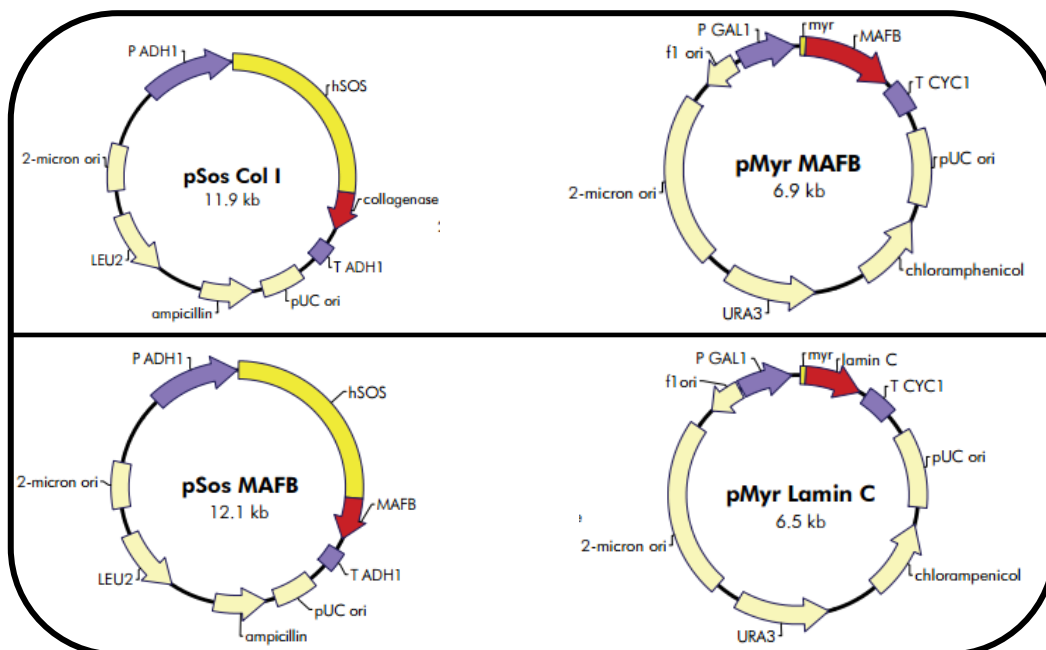 P ADH1
hSOS
2-micron ori
pSos Col I
11.9 kb
collagenase
LEU2
T ADH1
ampicillin
pUC ori
P GAL1
myr
MAFB
f1 ori
T CYC1
2-micron ori
pMyr MAFB
6.9 kb
pUC ori
chloramphenicol
URA3
P ADH1
hSOS
2-micron ori
pSos MAFB
12.1 kb
MAFB
LEU2
T ADH1
pUC ori
ampicillin
P GAL1
myr
lamin C
f1 ori
T CYC1
pUC ori
pMyr Lamin C
6.5 kb
e
2-micron ori
chlorampenicol
URA3